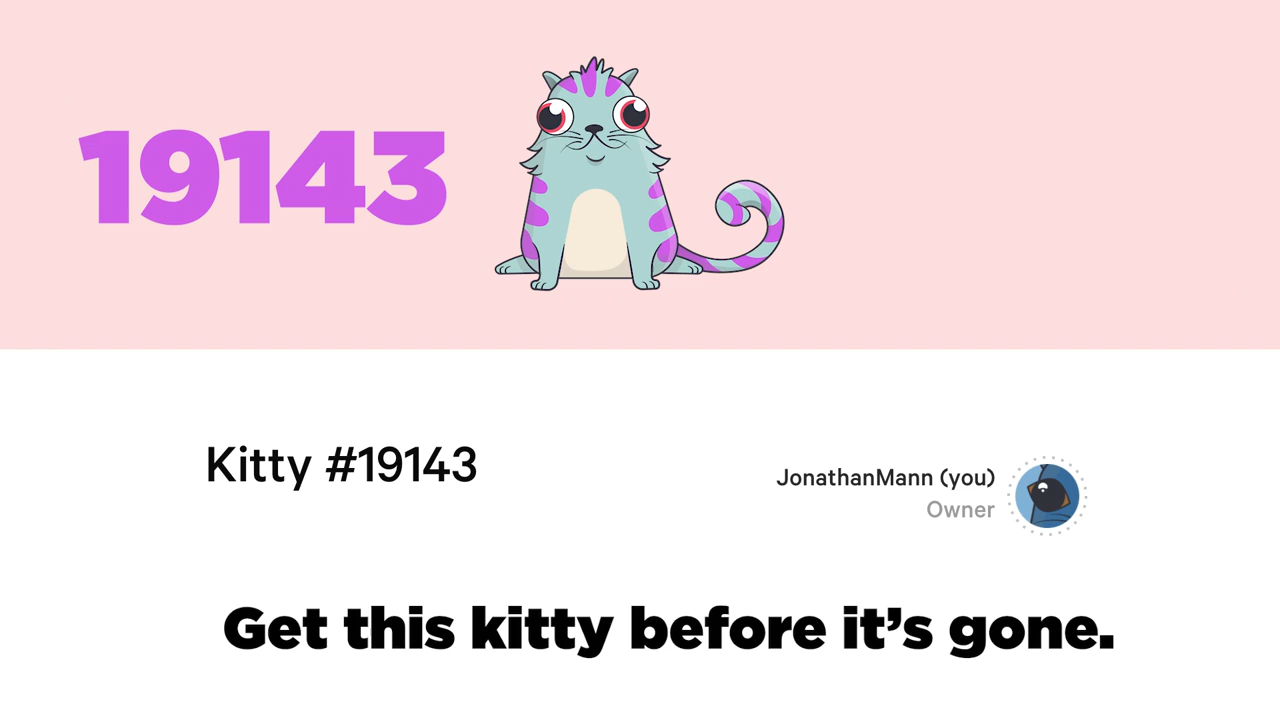 19143
Kitty #19143
JonathanMann (you)
Owner
Get this kitty before it’s gone.